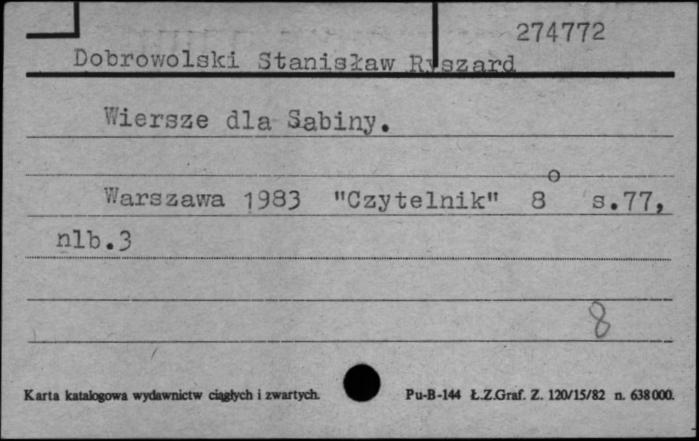 274772
Dobrowolski Stanisław Ryszard
Wiersze dla Sabiny.
Warszawa 1983 "Czytelnik" 8° s.77,
nlb.3
8
Karta katalogowa wydawnictw ciągłych i zwartych. Pu-B-144 Ł.Z.Graf. Z. 120/15/82 n. 638000.